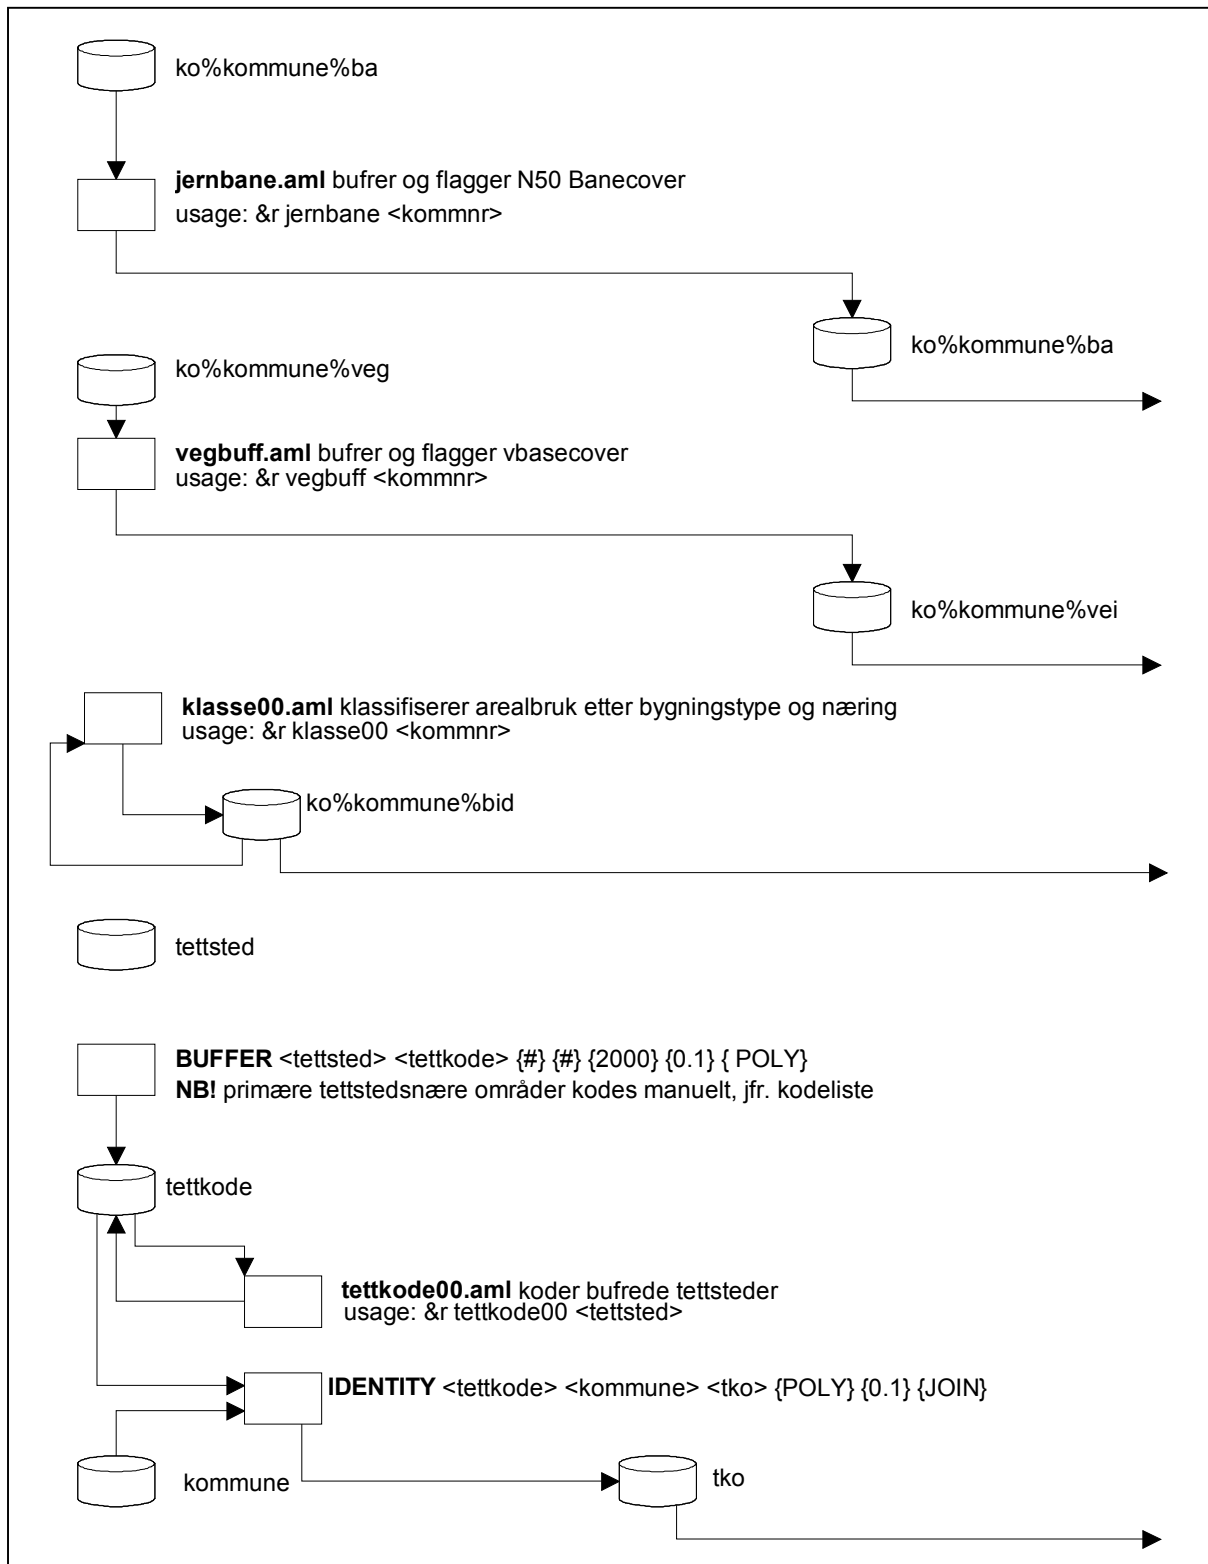 ko%kommune%ba
jernbane.aml bufrer og flagger N50 Banecover
usage: &r jernbane <kommnr>
ko%kommune%ba
ko%kommune%veg
vegbuff.aml bufrer og flagger vbasecover
usage: &r vegbuff <kommnr>
ko%kommune%vei
klasse00.aml klassifiserer arealbruk etter bygningstype og næring
usage: &r klasse00 <kommnr>
ko%kommune%bid
tettsted
BUFFER <tettsted> <tettkode> {#} {#} {2000} {0.1} { POLY}
NB! primære tettstedsnære områder kodes manuelt, jfr. kodeliste
tettkode
tettkode00.aml koder bufrede tettsteder
usage: &r tettkode00 <tettsted>
IDENTITY <tettkode> <kommune> <tko> {POLY} {0.1} {JOIN}
kommune
tko